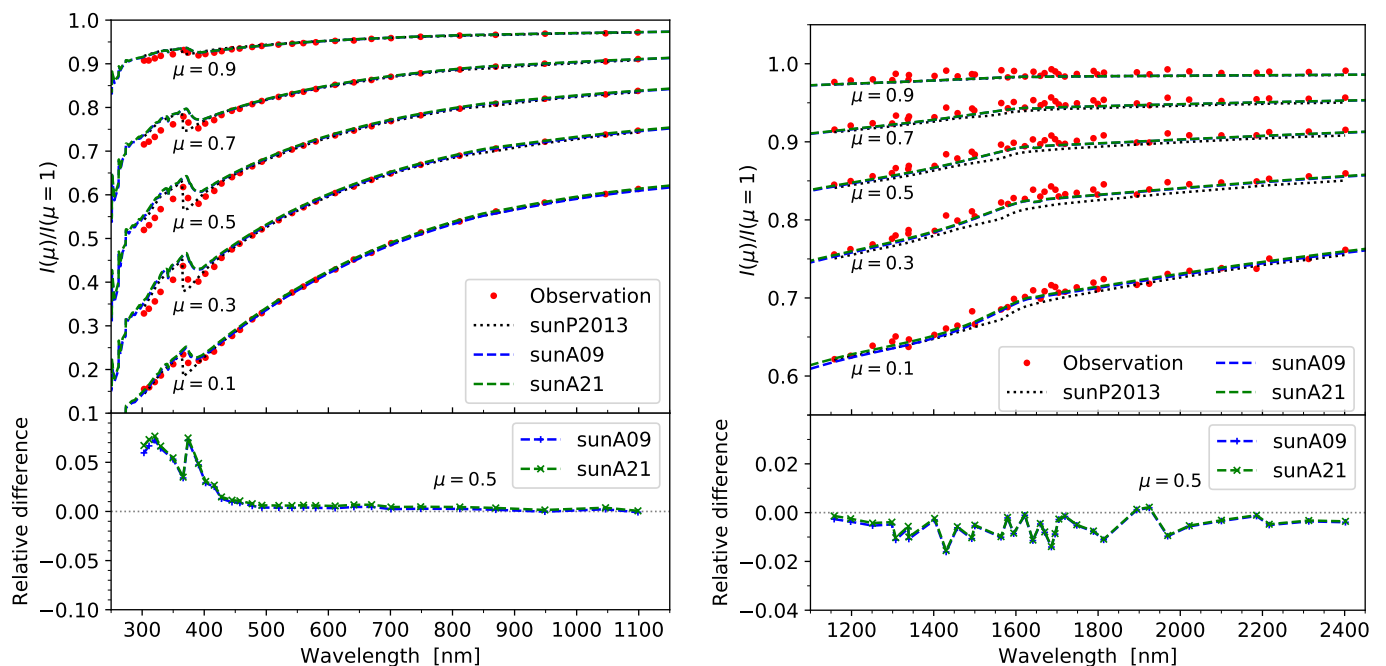 1.0
0.9
0.8
0.7
0.6
0.5
0.4
0.3
0.2
0.1
I(μ)/I(μ = 1)
μ = 0.9
μ = 0.7
μ = 0.5
μ = 0.3
μ = 0.1
Observation
sunP2013
sunA09
sunA21
0.05
0.00
−0.05
−0.10
Relative difference
sunA09
sunA21
μ = 0.5
300 400 500 600 700 800 900 1000 1100
Wavelength [nm]
1.0
0.9
0.8
0.7
0.6
I(μ)/I(μ = 1)
μ = 0.9
μ = 0.7
μ = 0.5
μ = 0.3
μ = 0.1
Observation
sunP2013
sunA09
sunA21
0.02
0.00
−0.02
−0.04
Relative difference
sunA09
sunA21
μ = 0.5
1200 1400 1600 1800 2000 2200 2400
Wavelength [nm]